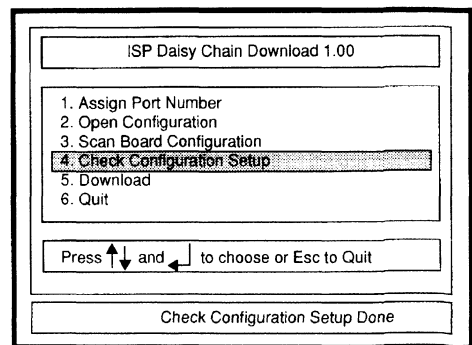 ISP Daisy Chain Download 1.00
1. Assign Port Number
2. Open Configuration
3. Scan Board Configuration
4. Check Configuration Setup
5. Download
6. Quit
Press ↑↓ and ↵ to choose or Esc to Quit
Check Configuration Setup Done